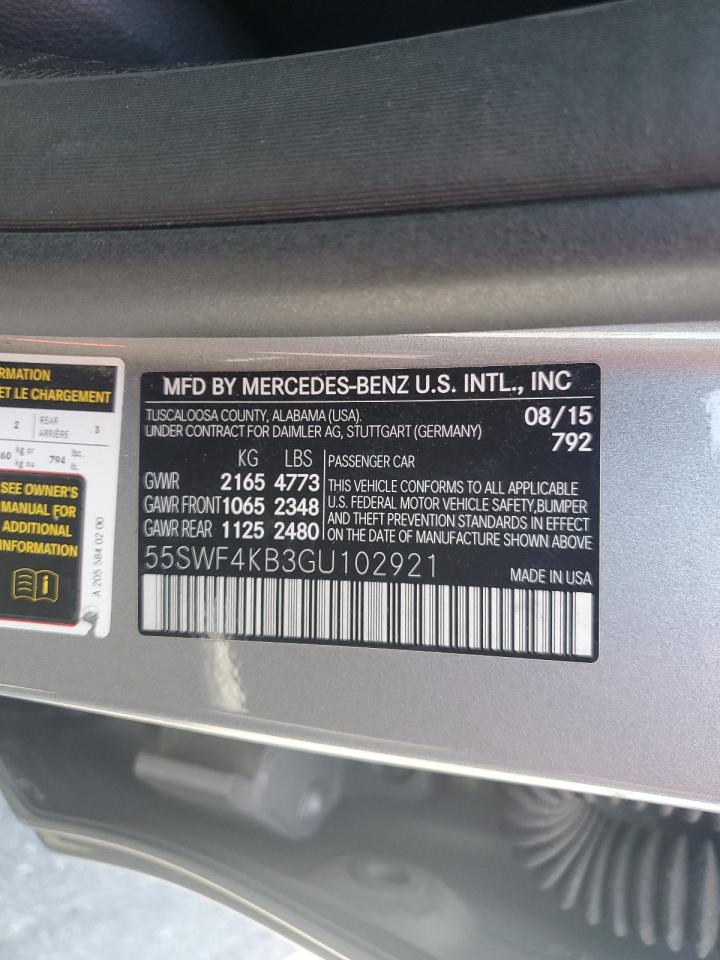 RMATION
ET LE CHARGEMENT
2 REAR ARRIÈRE 3
60 kg or kg ou 794 lbs. lb.
SEE OWNER'S
MANUAL FOR
ADDITIONAL
INFORMATION
A 205 584 02 00
MFD BY MERCEDES-BENZ U.S. INTL., INC
TUSCALOOSA COUNTY, ALABAMA (USA). 08/15
UNDER CONTRACT FOR DAIMLER AG, STUTTGART (GERMANY) 792
KG LBS PASSENGER CAR
GVWR 2165 4773 THIS VEHICLE CONFORMS TO ALL APPLICABLE
GAWR FRONT 1065 2348 U.S. FEDERAL MOTOR VEHICLE SAFETY, BUMPER
GAWR REAR 1125 2480 AND THEFT PREVENTION STANDARDS IN EFFECT
ON THE DATE OF MANUFACTURE SHOWN ABOVE
55SWF4KB3GU102921 MADE IN USA